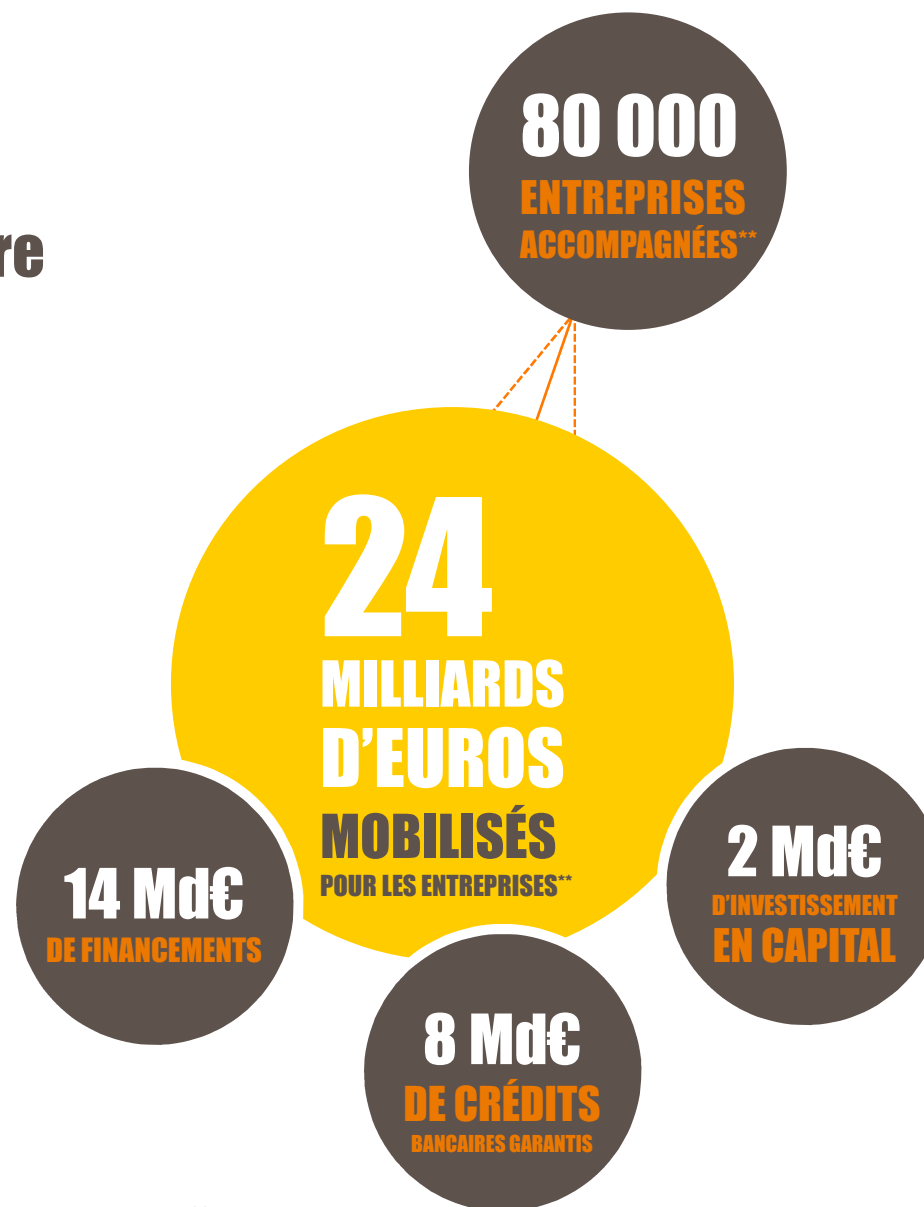 80 000
ENTREPRISES
ACCOMPAGNÉES**
re
24
MILLIARDS
D’EUROS
MOBILISÉS
POUR LES ENTREPRISES**
14 Md€
DE FINANCEMENTS
2 Md€
D’INVESTISSEMENT
EN CAPITAL
8 Md€
DE CRÉDITS
BANCAIRES GARANTIS